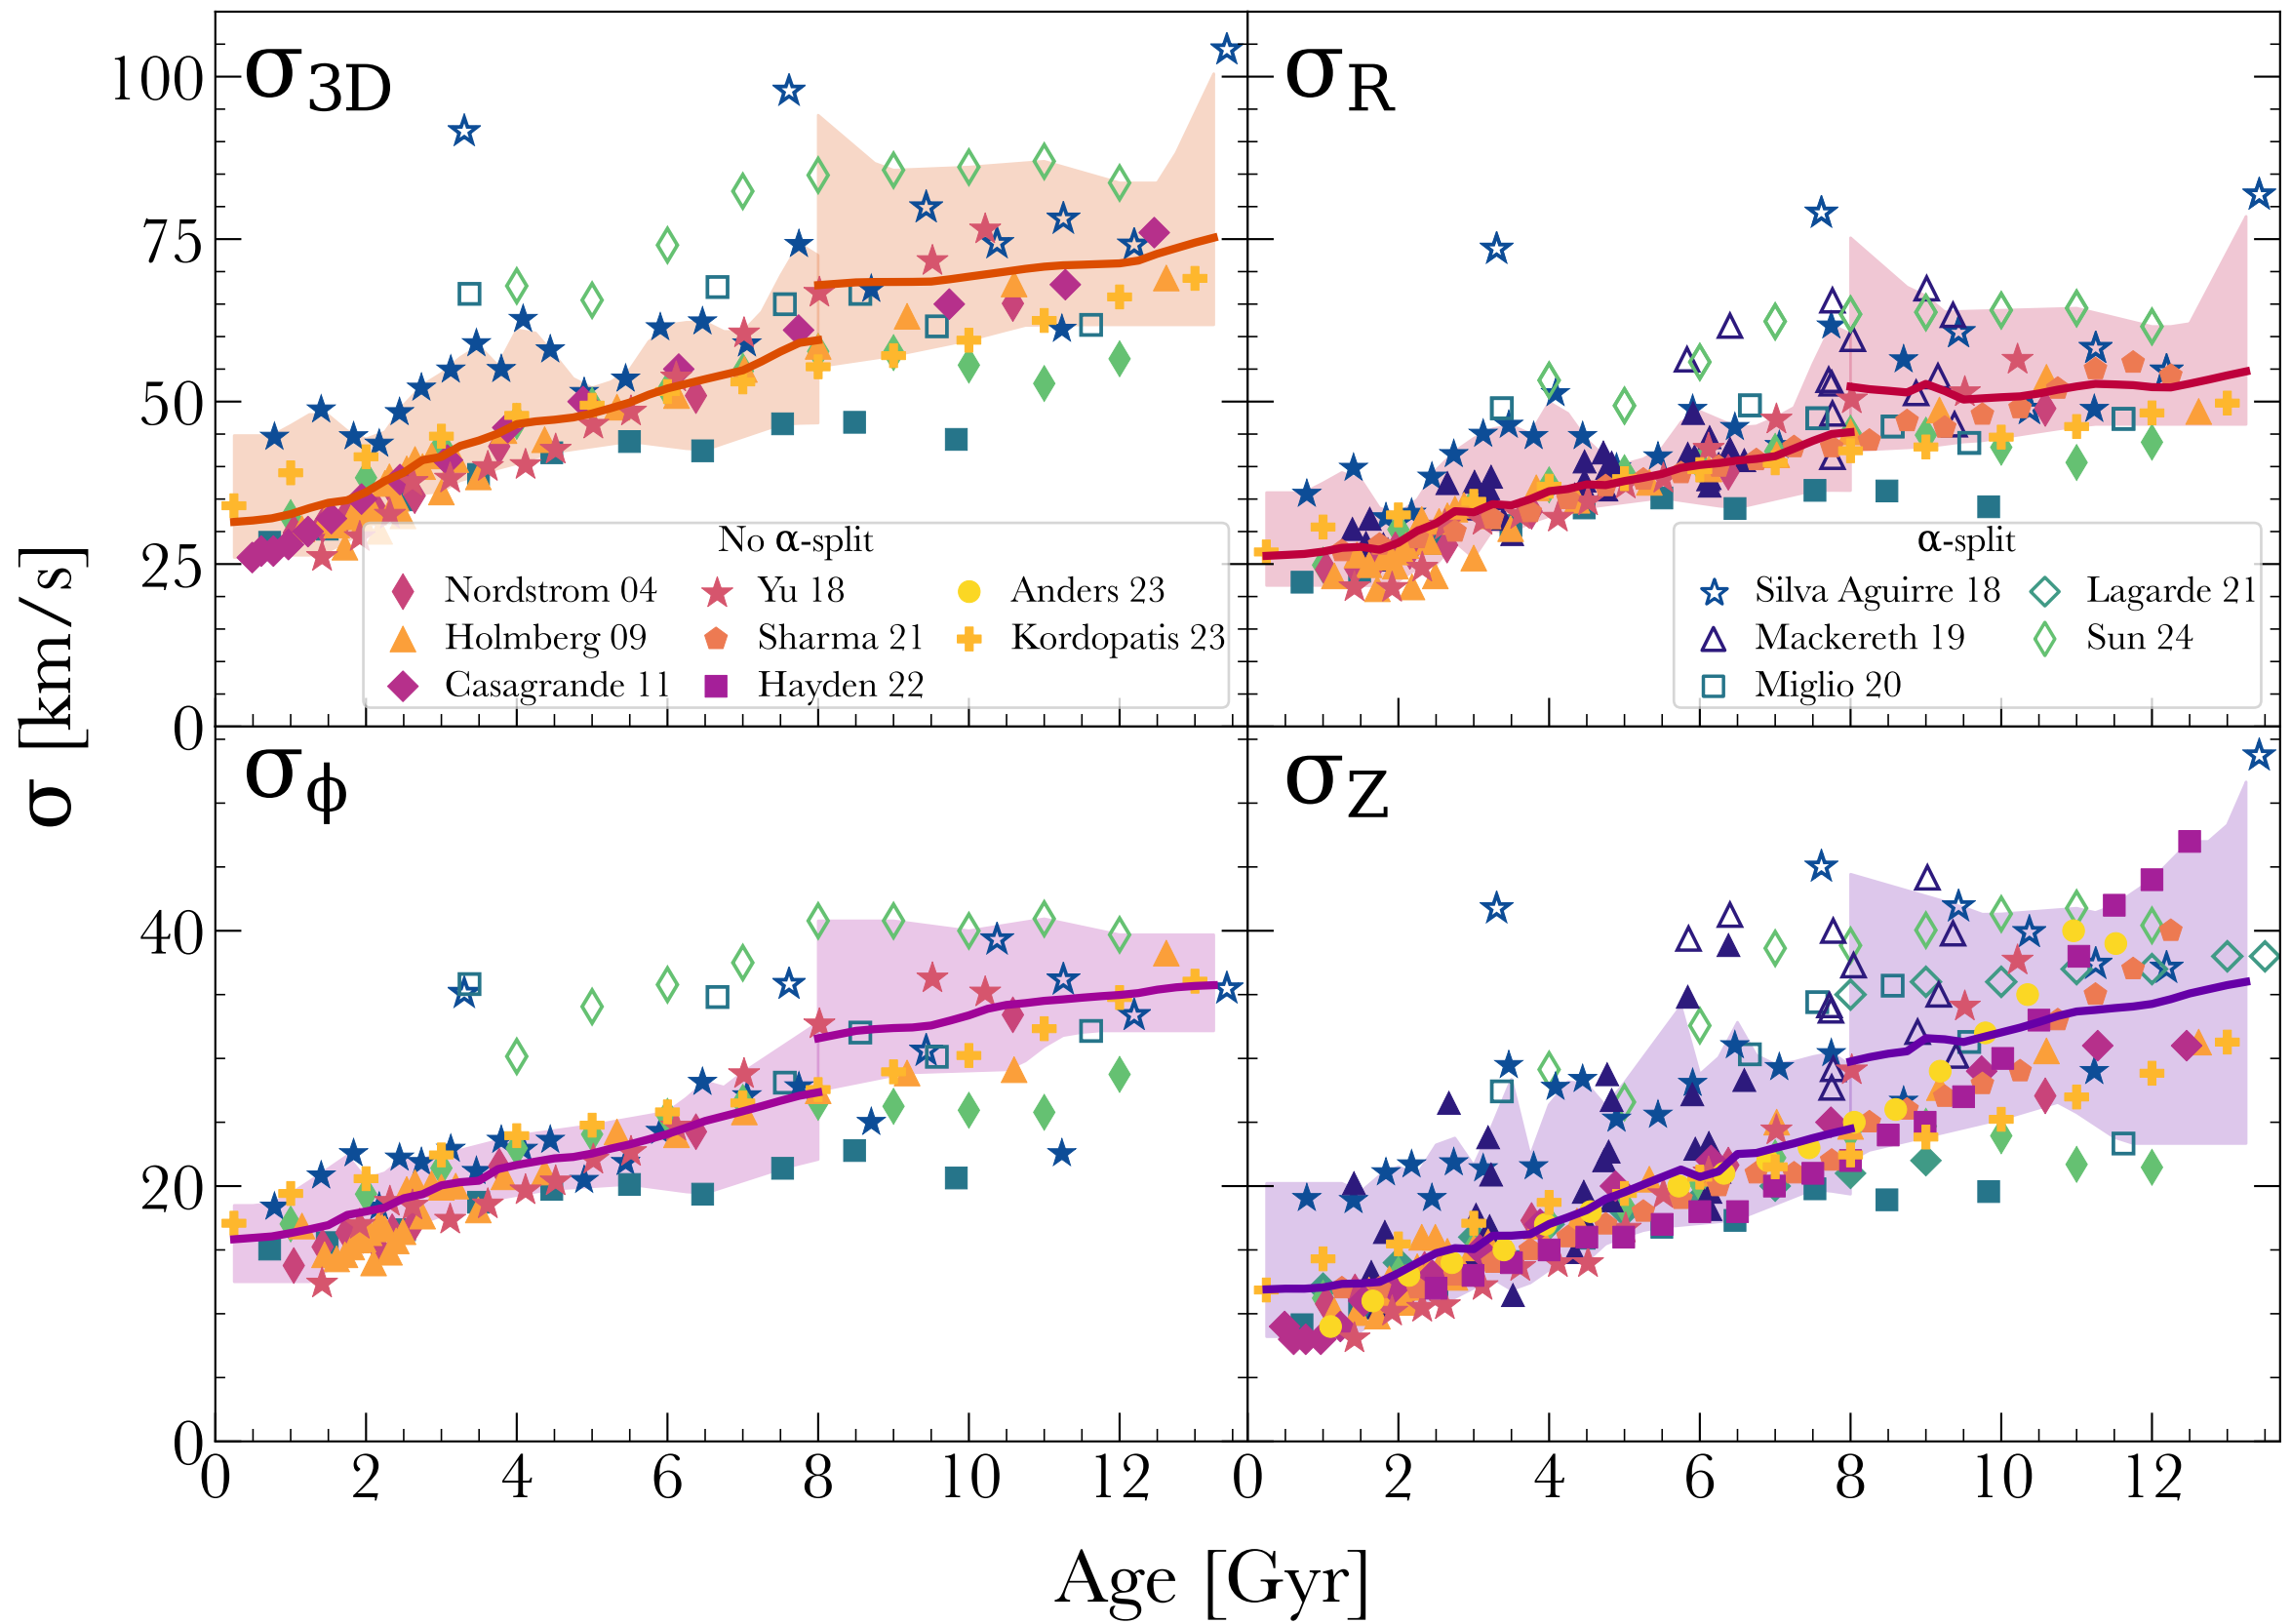 σ3D
σR
100
75
50
25
0
No α-split
Nordstrom 04
Yu 18
Anders 23
Holmberg 09
Sharma 21
Kordopatis 23
Casagrande 11
Hayden 22
α-split
Silva Aguirre 18
Lagarde 21
Mackereth 19
Sun 24
Miglio 20
σ [km/s]
σϕ
σZ
40
20
0
0 2 4 6 8 10 12
0 2 4 6 8 10 12
Age [Gyr]